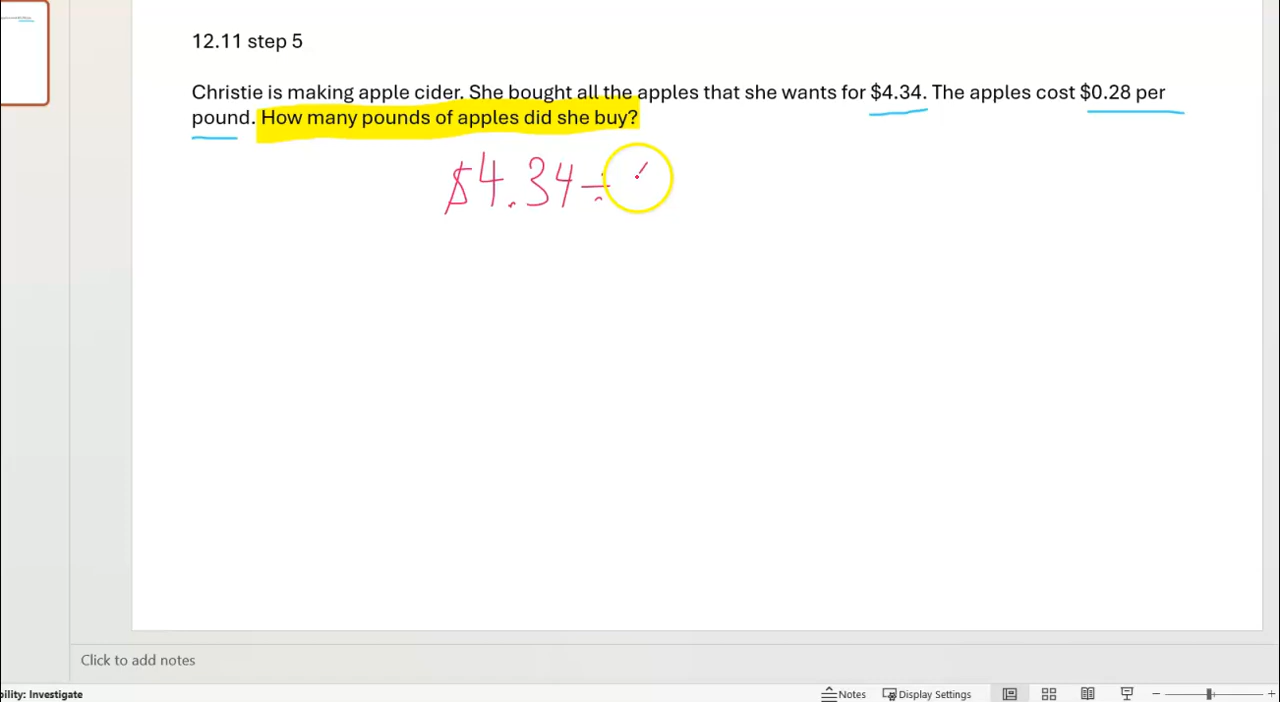 12.11 step 5
Christie is making apple cider. She bought all the apples that she wants for $4.34. The apples cost $0.28 per
pound. How many pounds of apples did she buy?
$4.34÷
Click to add notes
bility: Investigate
Notes
Display Settings